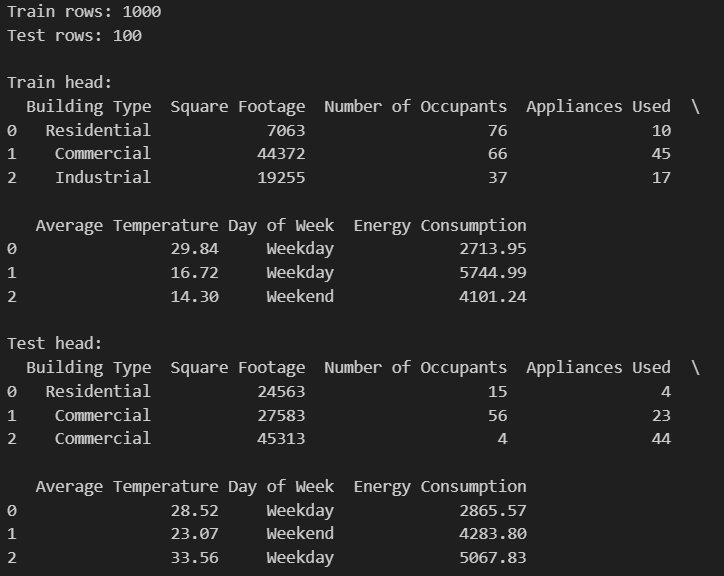 Train rows: 1000
Test rows: 100

Train head:
  Building Type  Square Footage  Number of Occupants  Appliances Used  \
0   Residential            7063                   76               10
1    Commercial           44372                   66               45
2    Industrial           19255                   37               17

   Average Temperature Day of Week  Energy Consumption
0                29.84     Weekday             2713.95
1                16.72     Weekday             5744.99
2                14.30     Weekend             4101.24

Test head:
  Building Type  Square Footage  Number of Occupants  Appliances Used  \
0   Residential           24563                   15                4
1    Commercial           27583                   56               23
2    Commercial           45313                    4               44

   Average Temperature Day of Week  Energy Consumption
0                28.52     Weekday             2865.57
1                23.07     Weekend             4283.80
2                33.56     Weekday             5067.83